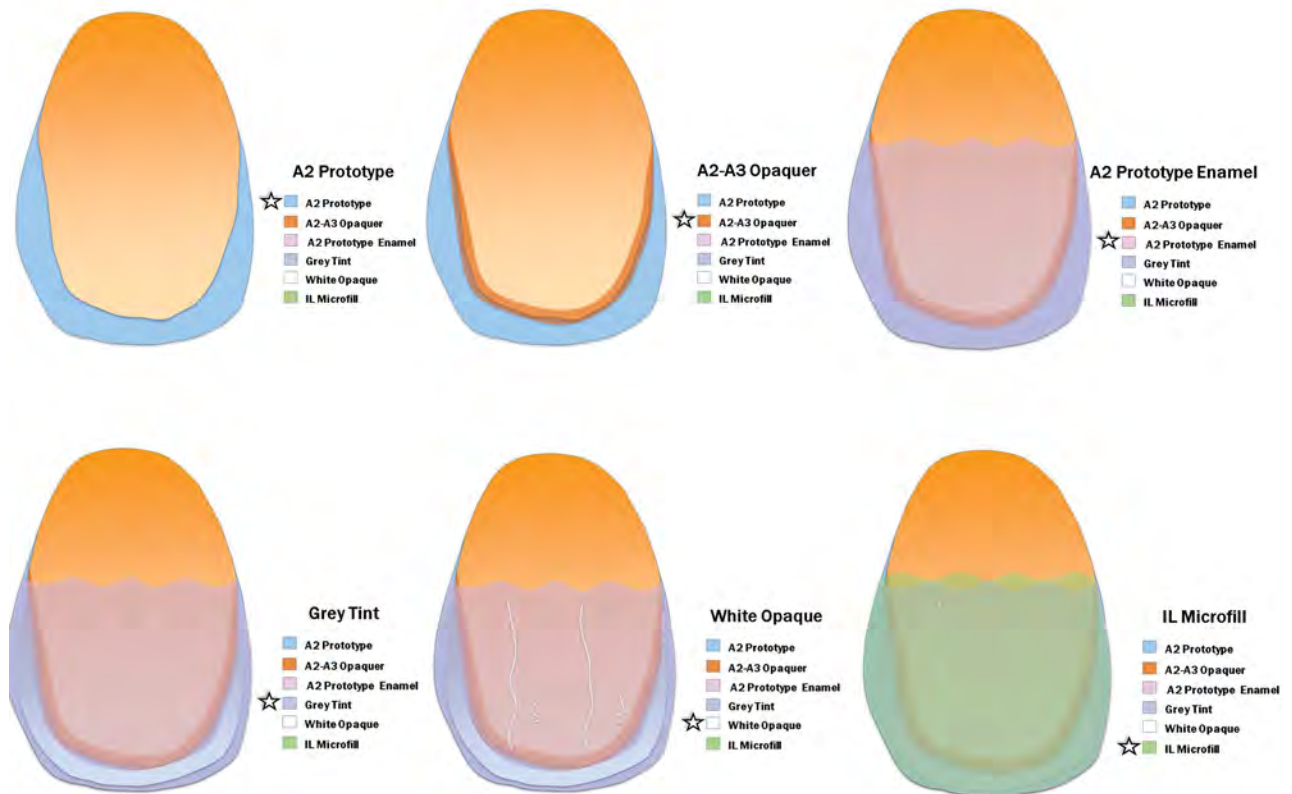 A2 Prototype
A2 Prototype
A2-A3 Opaquer
A2 Prototype Enamel
Grey Tint
White Opaque
IL Microfill
A2-A3 Opaquer
A2 Prototype
A2-A3 Opaquer
A2 Prototype Enamel
Grey Tint
White Opaque
IL Microfill
A2 Prototype Enamel
A2 Prototype
A2-A3 Opaquer
A2 Prototype Enamel
Grey Tint
White Opaque
IL Microfill
Grey Tint
A2 Prototype
A2-A3 Opaquer
A2 Prototype Enamel
Grey Tint
White Opaque
IL Microfill
White Opaque
A2 Prototype
A2-A3 Opaquer
A2 Prototype Enamel
Grey Tint
White Opaque
IL Microfill
IL Microfill
A2 Prototype
A2-A3 Opaquer
A2 Prototype Enamel
Grey Tint
White Opaque
IL Microfill